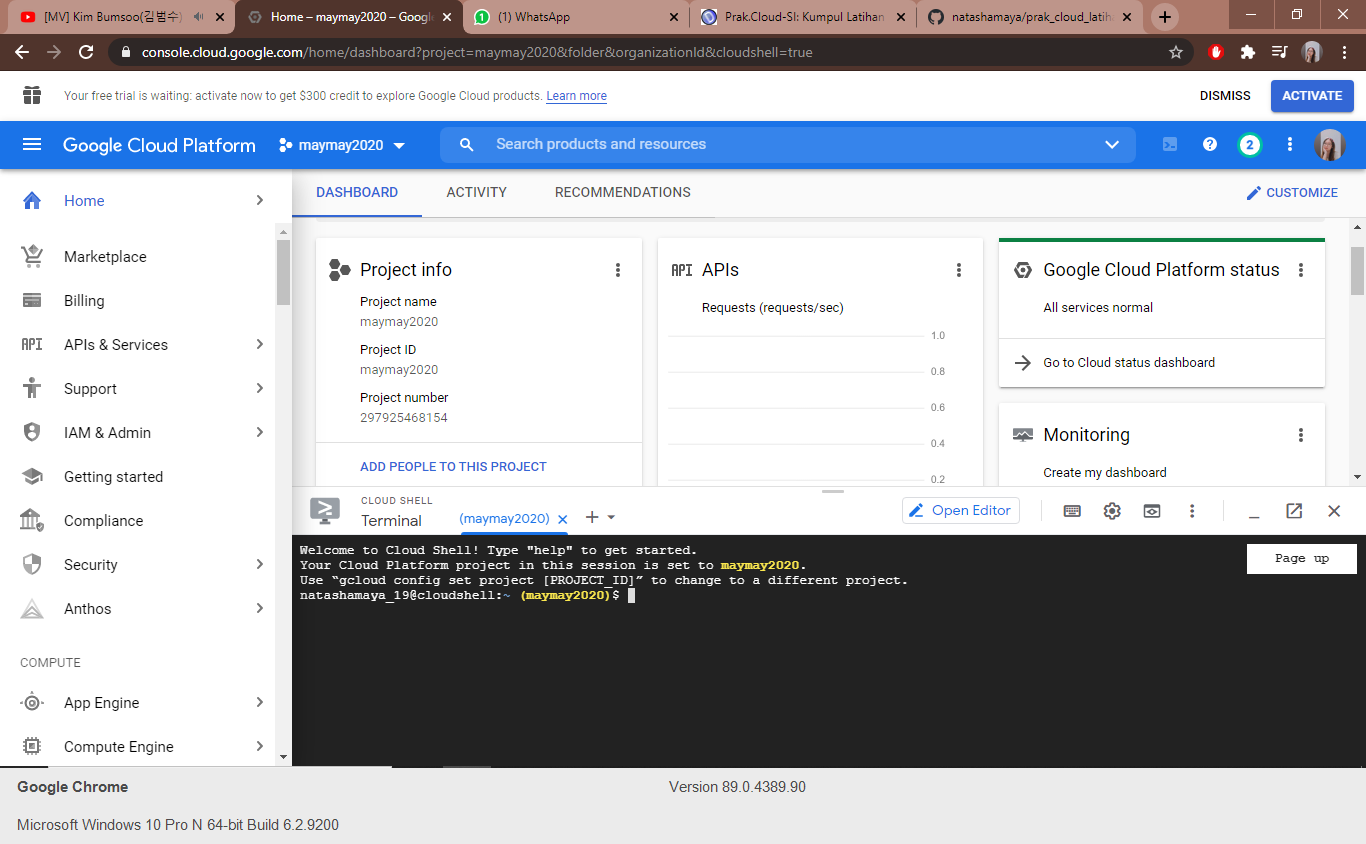 [MV] Kim Bumsoo(김범수)
Home – maymay2020 – Google
(1) WhatsApp
Prak.Cloud-SI: Kumpul Latihan
natashamaya/prak_cloud_latih
console.cloud.google.com/home/dashboard?project=maymay2020&folder&organizationId&cloudshell=true
Your free trial is waiting: activate now to get $300 credit to explore Google Cloud products. Learn more
DISMISS
ACTIVATE
Google Cloud Platform
maymay2020
Search products and resources
2
Home
Marketplace
Billing
API
APIs & Services
Support
IAM & Admin
Getting started
Compliance
Security
Anthos
COMPUTE
App Engine
Compute Engine
DASHBOARD
ACTIVITY
RECOMMENDATIONS
CUSTOMIZE
Project info
Project name
maymay2020
Project ID
maymay2020
Project number
297925468154
ADD PEOPLE TO THIS PROJECT
API APIs
Requests (requests/sec)
1.0
0.8
0.6
0.4
0.2
Google Cloud Platform status
All services normal
Go to Cloud status dashboard
Monitoring
Create my dashboard
CLOUD SHELL
Terminal
(maymay2020)
Open Editor
Welcome to Cloud Shell! Type "help" to get started.
Your Cloud Platform project in this session is set to maymay2020.
Use “gcloud config set project [PROJECT_ID]” to change to a different project.
natashamaya_19@cloudshell:~ (maymay2020)$
Page up
Google Chrome
Version 89.0.4389.90
Microsoft Windows 10 Pro N 64-bit Build 6.2.9200